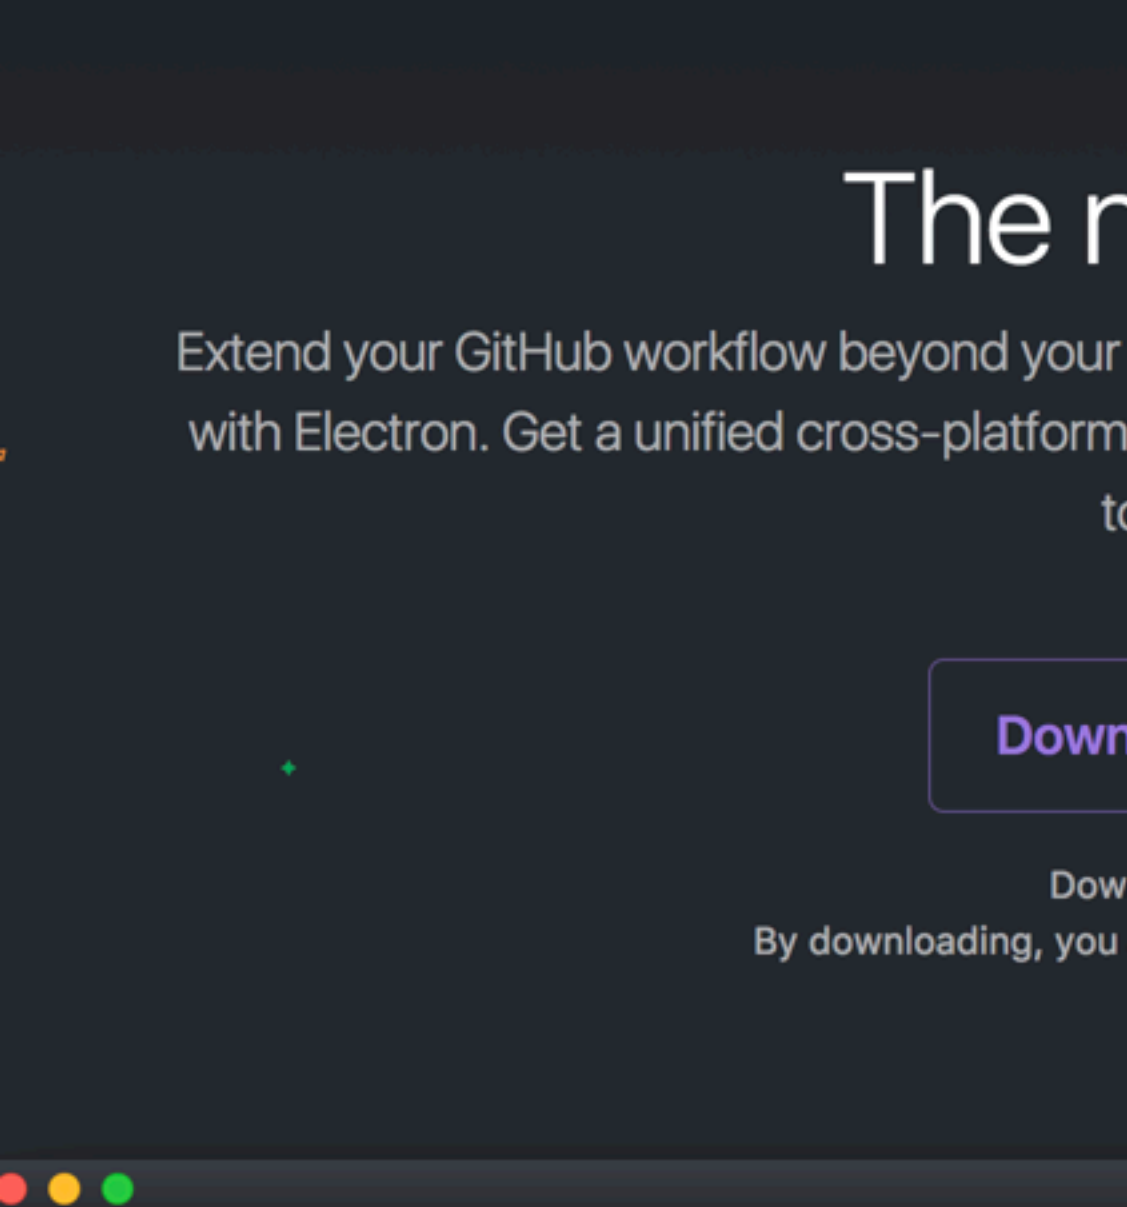 The
Extend your GitHub workflow beyond your
with Electron. Get a unified cross-platform
By downloading, you